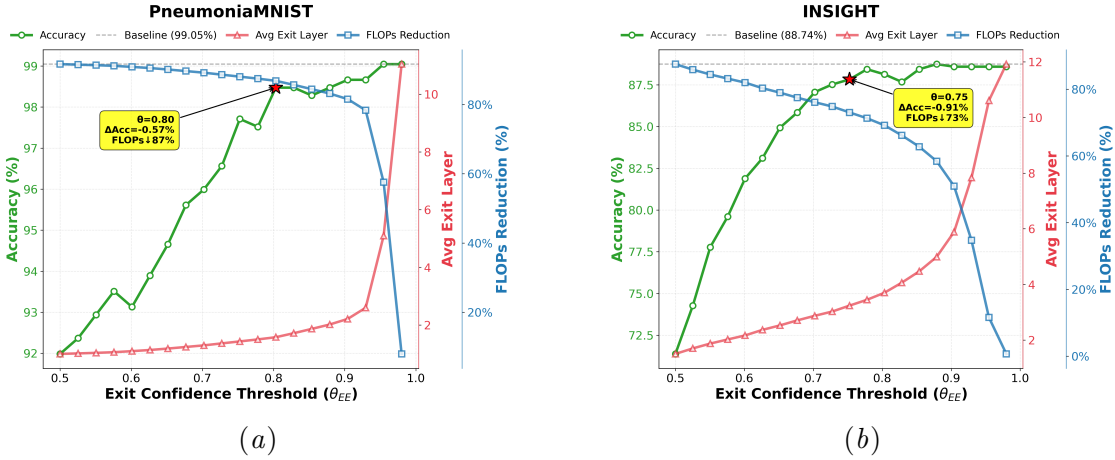 PneumoniaMNIST
Accuracy Baseline (99.05%) Avg Exit Layer FLOPs Reduction
99
98
97
96
95
94
93
92
Accuracy (%)
θ=0.80
ΔAcc=-0.57%
FLOPs↓87%
10
8
6
4
2
Avg Exit Layer
80%
60%
40%
20%
FLOPs Reduction (%)
0.5 0.6 0.7 0.8 0.9 1.0
Exit Confidence Threshold (θEE)
(a)
INSIGHT
Accuracy Baseline (88.74%) Avg Exit Layer FLOPs Reduction
87.5
85.0
82.5
80.0
77.5
75.0
72.5
Accuracy (%)
θ=0.75
ΔAcc=-0.91%
FLOPs↓73%
12
10
8
6
4
2
Avg Exit Layer
80%
60%
40%
20%
0%
FLOPs Reduction (%)
0.5 0.6 0.7 0.8 0.9 1.0
Exit Confidence Threshold (θEE)
(b)